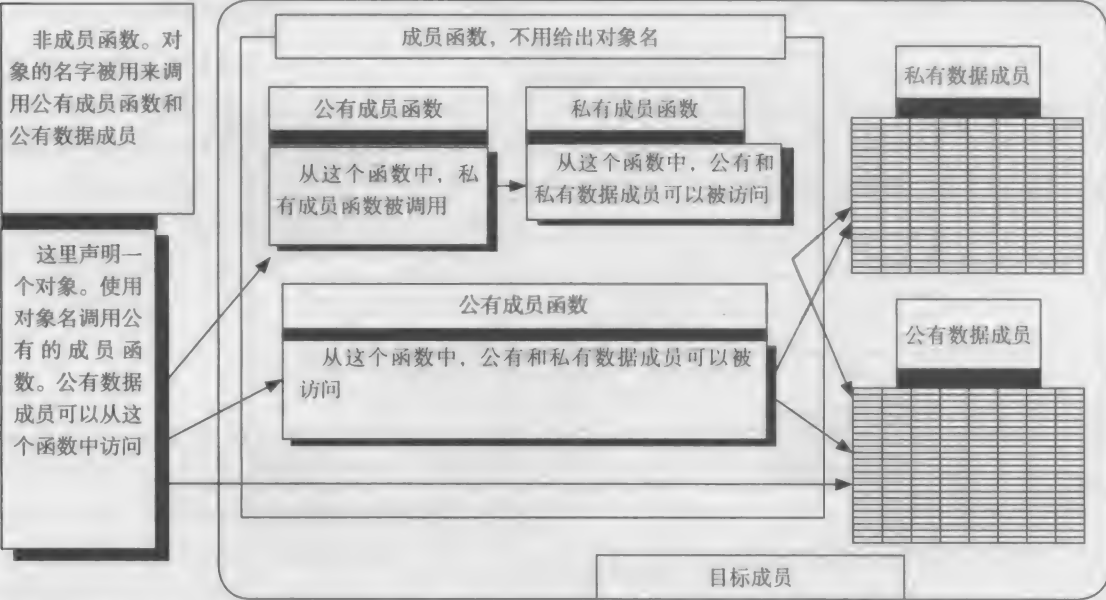 非成员函数。对
象的名字被用来调
用公有成员函数和
公有数据成员
这里声明一
个对象。使用
对象名调用公
有的成员函
数。公有数据
成员可以从这
个函数中访问
成员函数，不用给出对象名
公有成员函数
从这个函数中，私
有成员函数被调用
私有成员函数
从这个函数中，公有和
私有数据成员可以被访问
公有成员函数
从这个函数中，公有和私有数据成员可以被
访问
私有数据成员
公有数据成员
目标成员